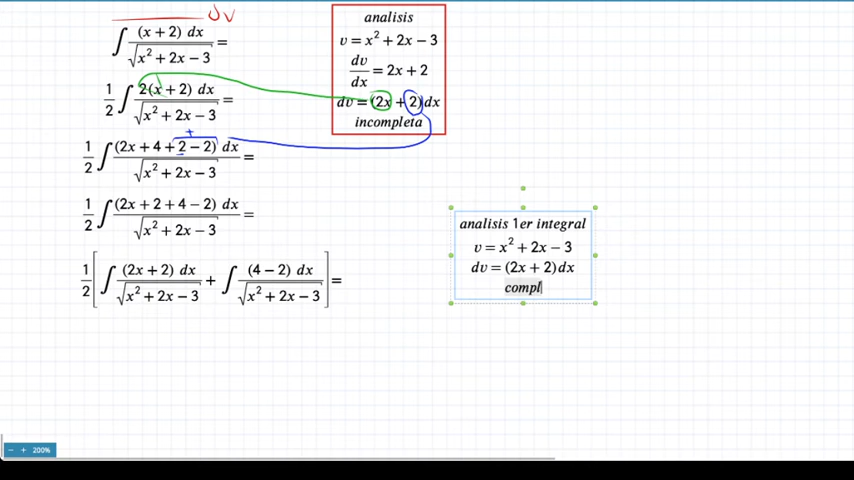 dv
∫ (x + 2) dx / √(x² + 2x − 3) =
1/2 ∫ 2(x + 2) dx / √(x² + 2x − 3) =
+
1/2 ∫ (2x + 4 + 2 − 2) dx / √(x² + 2x − 3) =
1/2 ∫ (2x + 2 + 4 − 2) dx / √(x² + 2x − 3) =
1/2 [ ∫ (2x + 2) dx / √(x² + 2x − 3) + ∫ (4 − 2) dx / √(x² + 2x − 3) ] =
analisis
v = x² + 2x − 3
dv/dx = 2x + 2
dv = (2x + 2)dx
incompleta
analisis 1er integral
v = x² + 2x − 3
dv = (2x + 2)dx
compl
− + 200%